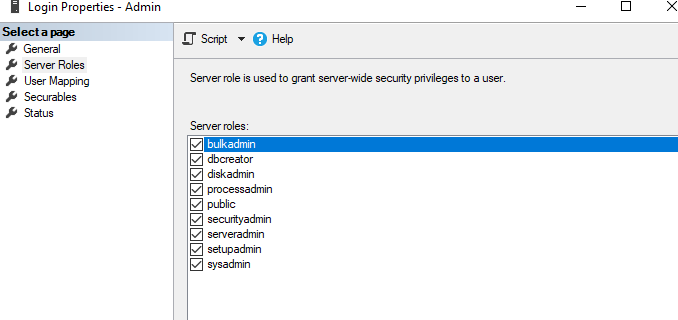 Login Properties - Admin
Select a page
General
Server Roles
User Mapping
Securables
Status
Script
Help
Server role is used to grant server-wide security privileges to a user.
Server roles:
bulkadmin
dbcreator
diskadmin
processadmin
public
securityadmin
serveradmin
setupadmin
sysadmin